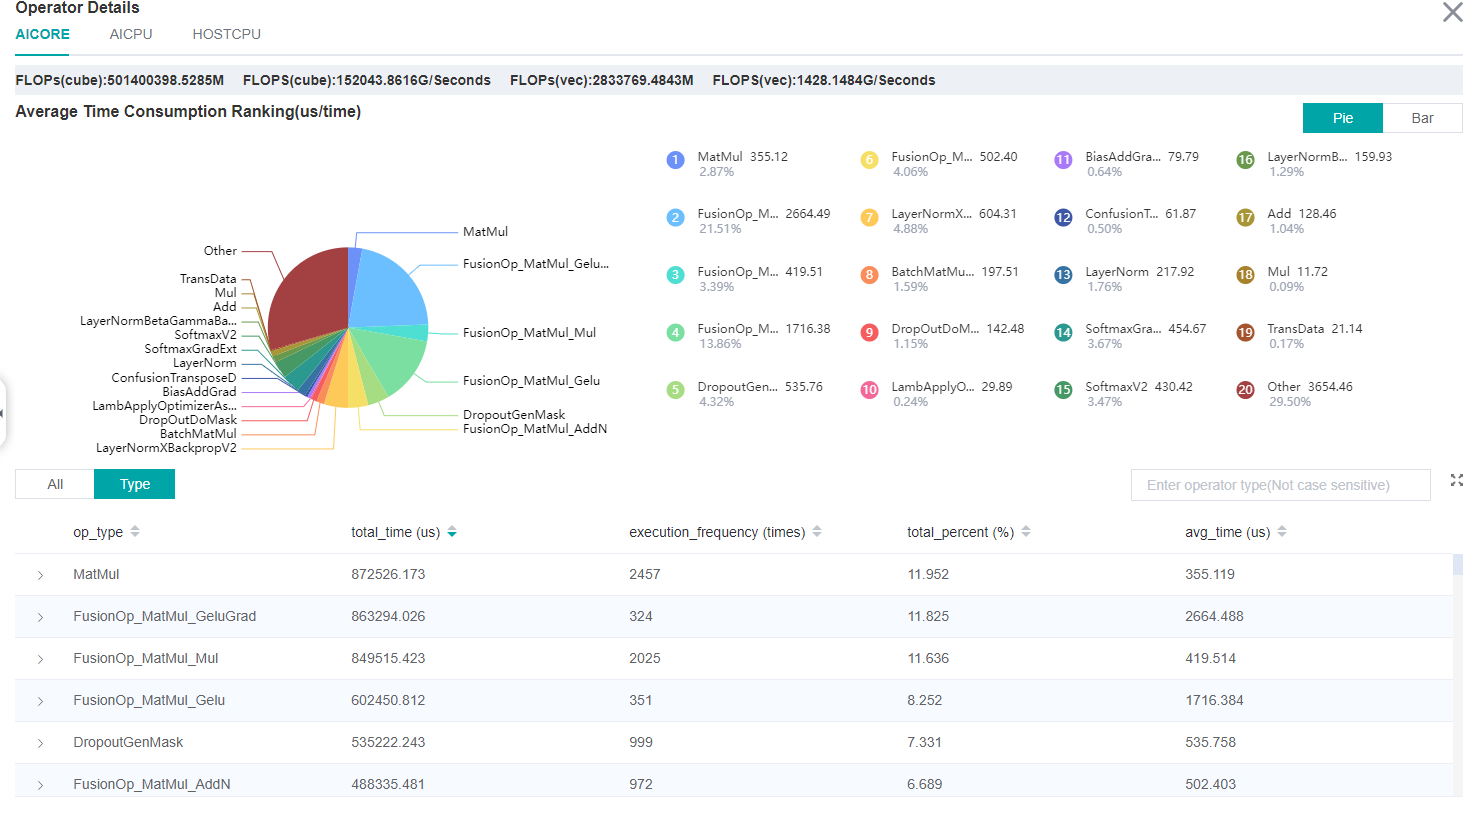 Operator Details
AICORE AICPU HOSTCPU
FLOPs(cube):501400398.5285M FLOPS(cube):152043.8616G/Seconds FLOPs(vec):2833769.4843M FLOPS(vec):1428.1484G/Seconds
Average Time Consumption Ranking(us/time)
Pie Bar
MatMul
FusionOp_MatMul_Gelu...
FusionOp_MatMul_Mul
FusionOp_MatMul_Gelu
DropoutGenMask
FusionOp_MatMul_AddN
Other
TransData
Mul
Add
LayerNormBetaGammaBa...
SoftmaxV2
SoftmaxGradExt
LayerNorm
ConfusionTransposeD
BiasAddGrad
LambApplyOptimizerAs...
DropOutDoMask
BatchMatMul
LayerNormXBackpropV2
1 MatMul 355.12
2.87%
2 FusionOp_M... 2664.49
21.51%
3 FusionOp_M... 419.51
3.39%
4 FusionOp_M... 1716.38
13.86%
5 DropoutGen... 535.76
4.32%
6 FusionOp_M... 502.40
4.06%
7 LayerNormX... 604.31
4.88%
8 BatchMatMu... 197.51
1.59%
9 DropOutDoM... 142.48
1.15%
10 LambApplyO... 29.89
0.24%
11 BiasAddGra... 79.79
0.64%
12 ConfusionT... 61.87
0.50%
13 LayerNorm 217.92
1.76%
14 SoftmaxGra... 454.67
3.67%
15 SoftmaxV2 430.42
3.47%
16 LayerNormB... 159.93
1.29%
17 Add 128.46
1.04%
18 Mul 11.72
0.09%
19 TransData 21.14
0.17%
20 Other 3654.46
29.50%
All Type
Enter operator type(Not case sensitive)
op_type total_time (us) execution_frequency (times) total_percent (%) avg_time (us)
MatMul 872526.173 2457 11.952 355.119
FusionOp_MatMul_GeluGrad 863294.026 324 11.825 2664.488
FusionOp_MatMul_Mul 849515.423 2025 11.636 419.514
FusionOp_MatMul_Gelu 602450.812 351 8.252 1716.384
DropoutGenMask 535222.243 999 7.331 535.758
FusionOp_MatMul_AddN 488335.481 972 6.689 502.403